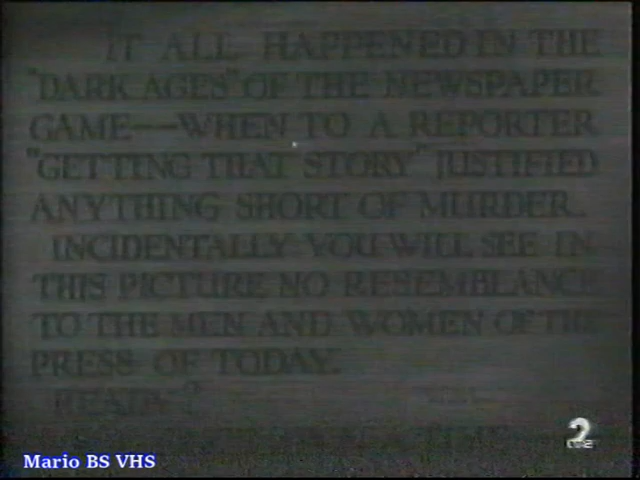 IT ALL HAPPENED IN THE
"DARK AGES" OF THE NEWSPAPER
GAME—WHEN TO A REPORTER
"GETTING THAT STORY" JUSTIFIED
ANYTHING SHORT OF MURDER.
INCIDENTALLY YOU WILL SEE IN
THIS PICTURE NO RESEMBLANCE
TO THE MEN AND WOMEN OF THE
PRESS OF TODAY.
2
Mario BS VHS